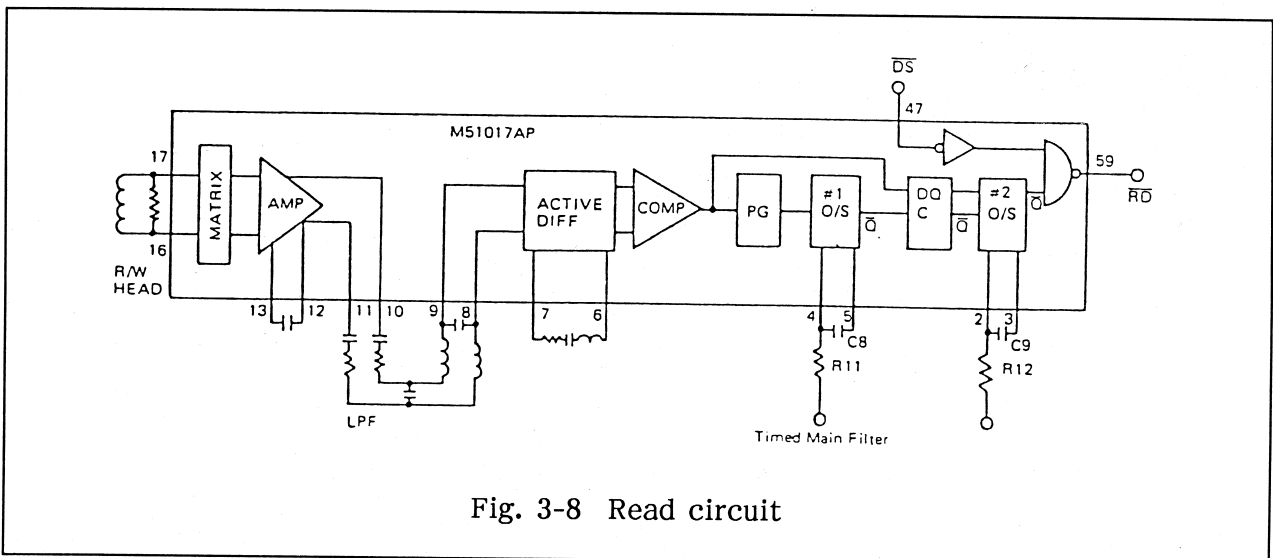 D̅S̅
47
M51017AP
17
MATRIX
AMP
16
R/W
HEAD
13
12
11
10
9
8
LPF
ACTIVE
DIFF
7
6
COMP
PG
#1
O/S
Q̅
4
5
C8
R11
Timed Main Filter
DQ
C
Q̅
#2
O/S
Q̅
2
3
C9
R12
59
R̅D̅
Fig. 3-8 Read circuit